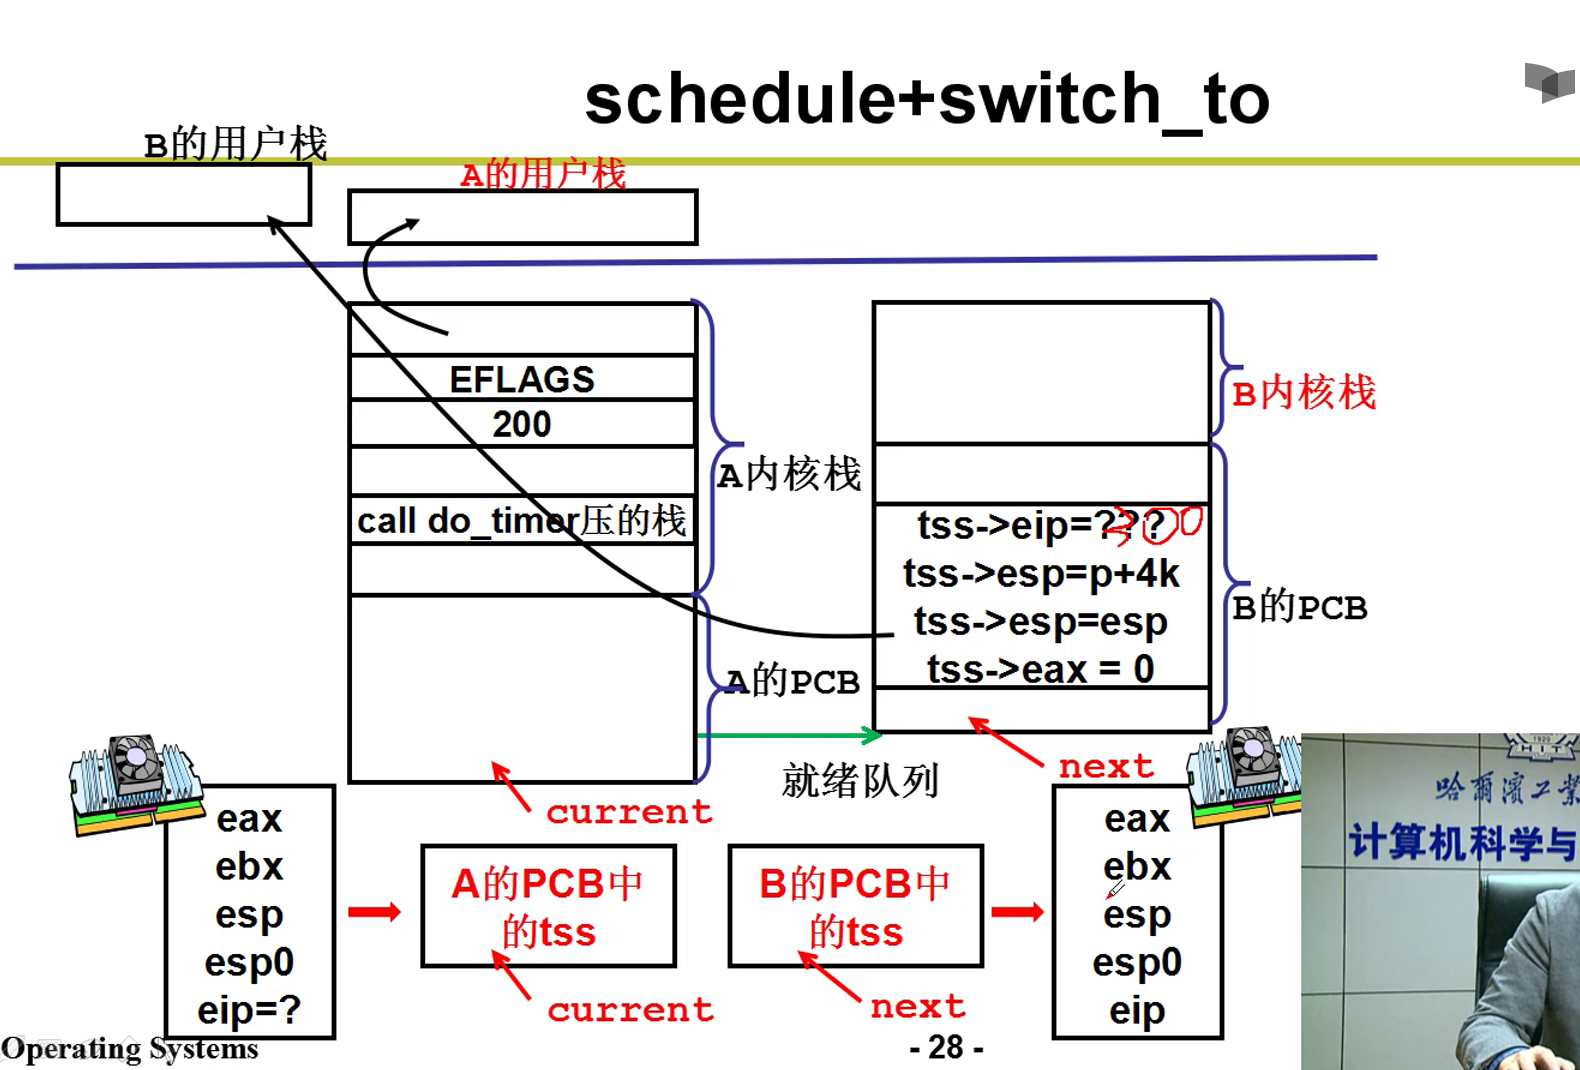 schedule+switch_to
B的用户栈
A的用户栈
EFLAGS
200
call do_timer压的栈
A内核栈
A的PCB
B内核栈
tss->eip=???
300
tss->esp=p+4k
tss->esp=esp
tss->eax = 0
B的PCB
next
就绪队列
current
eax
ebx
esp
esp0
eip=?
A的PCB中
的tss
current
B的PCB中
的tss
next
eax
ebx
esp
esp0
eip
1920
HIT
哈爾濱工業
计算机科学与
Operating Systems
- 28 -